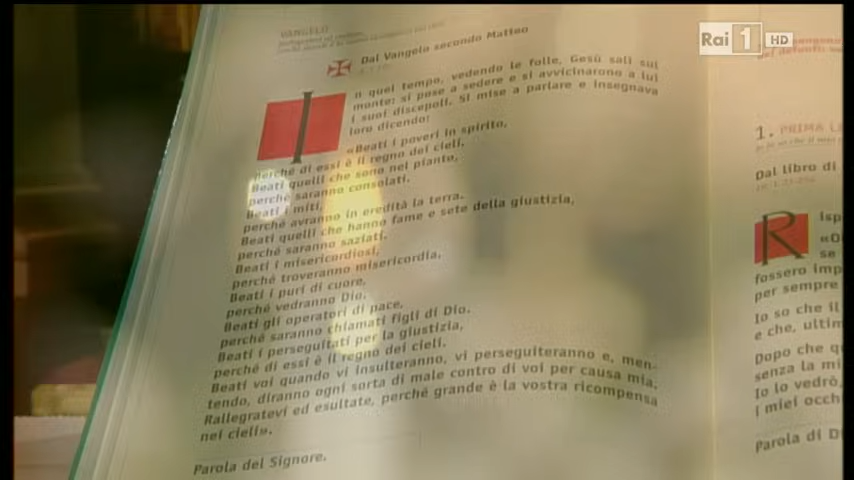 Rai 1 HD
VANGELO
Dal Vangelo secondo Matteo
In quel tempo, vedendo le folle, Gesù salì sul
monte: si pose a sedere e si avvicinarono a lui
i suoi discepoli. Si mise a parlare e insegnava
loro dicendo:
«Beati i poveri in spirito,
perché di essi è il regno dei cieli.
Beati quelli che sono nel pianto,
perché saranno consolati.
Beati i miti,
perché avranno in eredità la terra.
Beati quelli che hanno fame e sete della giustizia,
perché saranno saziati.
Beati i misericordiosi,
perché troveranno misericordia.
Beati i puri di cuore,
perché vedranno Dio.
Beati gli operatori di pace,
perché saranno chiamati figli di Dio.
Beati i perseguitati per la giustizia,
perché di essi è il regno dei cieli.
Beati voi quando vi insulteranno, vi perseguiteranno e, men-
tendo, diranno ogni sorta di male contro di voi per causa mia.
Rallegratevi ed esultate, perché grande è la vostra ricompensa
nei cieli».
Parola del Signore.
1. PRIMA L
Dal libro di
Risp
«O
se
fossero imp
per sempre
Io so che il
e che, ultim
Dopo che q
senza la mi
Io lo vedrò,
i miei occh
Parola di D